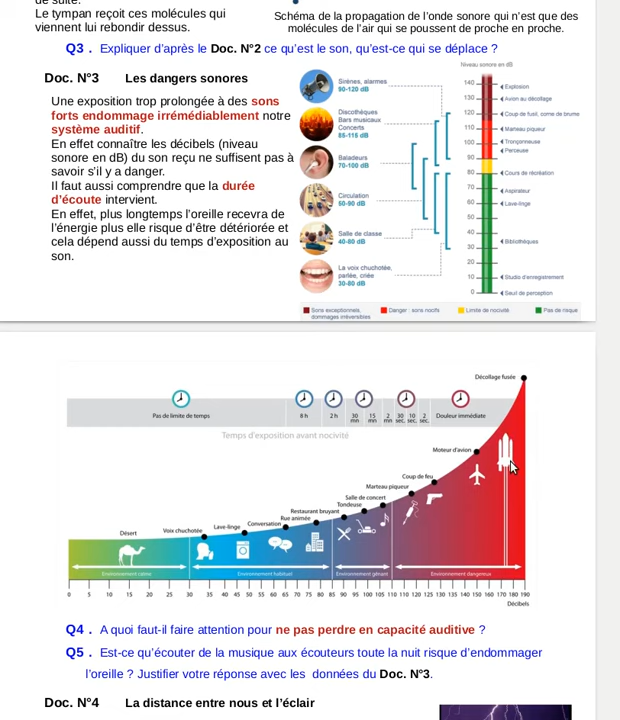 de suite.
Le tympan reçoit ces molécules qui
viennent lui rebondir dessus.
Schéma de la propagation de l'onde sonore qui n'est que des
molécules de l'air qui se poussent de proche en proche.
Q3 . Expliquer d'après le Doc. N°2 ce qu'est le son, qu'est-ce qui se déplace ?
Doc. N°3 Les dangers sonores
Une exposition trop prolongée à des sons
forts endommage irrémédiablement notre
système auditif.
En effet connaître les décibels (niveau
sonore en dB) du son reçu ne suffisent pas à
savoir s'il y a danger.
Il faut aussi comprendre que la durée
d'écoute intervient.
En effet, plus longtemps l'oreille recevra de
l'énergie plus elle risque d'être détériorée et
cela dépend aussi du temps d'exposition au
son.
Niveau sonore en dB
Sirènes, alarmes
90-120 dB
Discothèques
Bars musicaux
Concerts
85-115 dB
Baladeurs
70-100 dB
Circulation
50-90 dB
Salle de classe
40-80 dB
La voix chuchotée,
parlée, criée
30-80 dB
140
130
120
110
100
90
80
70
60
50
40
30
20
10
0
Explosion
Avion au décollage
Coup de fusil, corne de brume
Marteau piqueur
Tronçonneuse
Perceuse
Cours de récréation
Aspirateur
Lave-linge
Bibliothèques
Studio d'enregistrement
Seuil de perception
Sons exceptionnels, dommages irréversibles
Danger : sons nocifs
Limite de nocivité
Pas de risque
Décollage fusée
Pas de limite de temps
8 h
2 h
30 mn
15 mn
2 mn
30 sec.
10 sec.
2 sec.
Douleur immédiate
Temps d'exposition avant nocivité
Moteur d'avion
Coup de feu
Marteau piqueur
Salle de concert
Tondeuse
Restaurant bruyant
Rue animée
Conversation
Lave-linge
Voix chuchotée
Désert
Environnement calme
Environnement habituel
Environnement gênant
Environnement dangereux
0 5 10 15 20 25 30 35 40 45 50 60 65 70 75 80 85 90 95 100 105 110 115 120 125 130 135 140 145 150 160 170 180 190
Décibels
Q4 . A quoi faut-il faire attention pour ne pas perdre en capacité auditive ?
Q5 . Est-ce qu'écouter de la musique aux écouteurs toute la nuit risque d'endommager
l'oreille ? Justifier votre réponse avec les données du Doc. N°3.
Doc. N°4 La distance entre nous et l'éclair